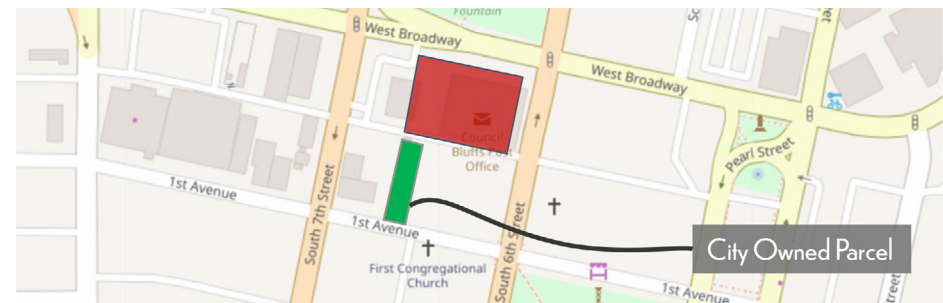 Fountain
West Broadway
West Broadway
Council
Bluffs Post
Office
Pearl Street
1st Avenue
South 7th Street
1st Avenue
South 6th Street
First Congregational
Church
City Owned Parcel
1st Avenue